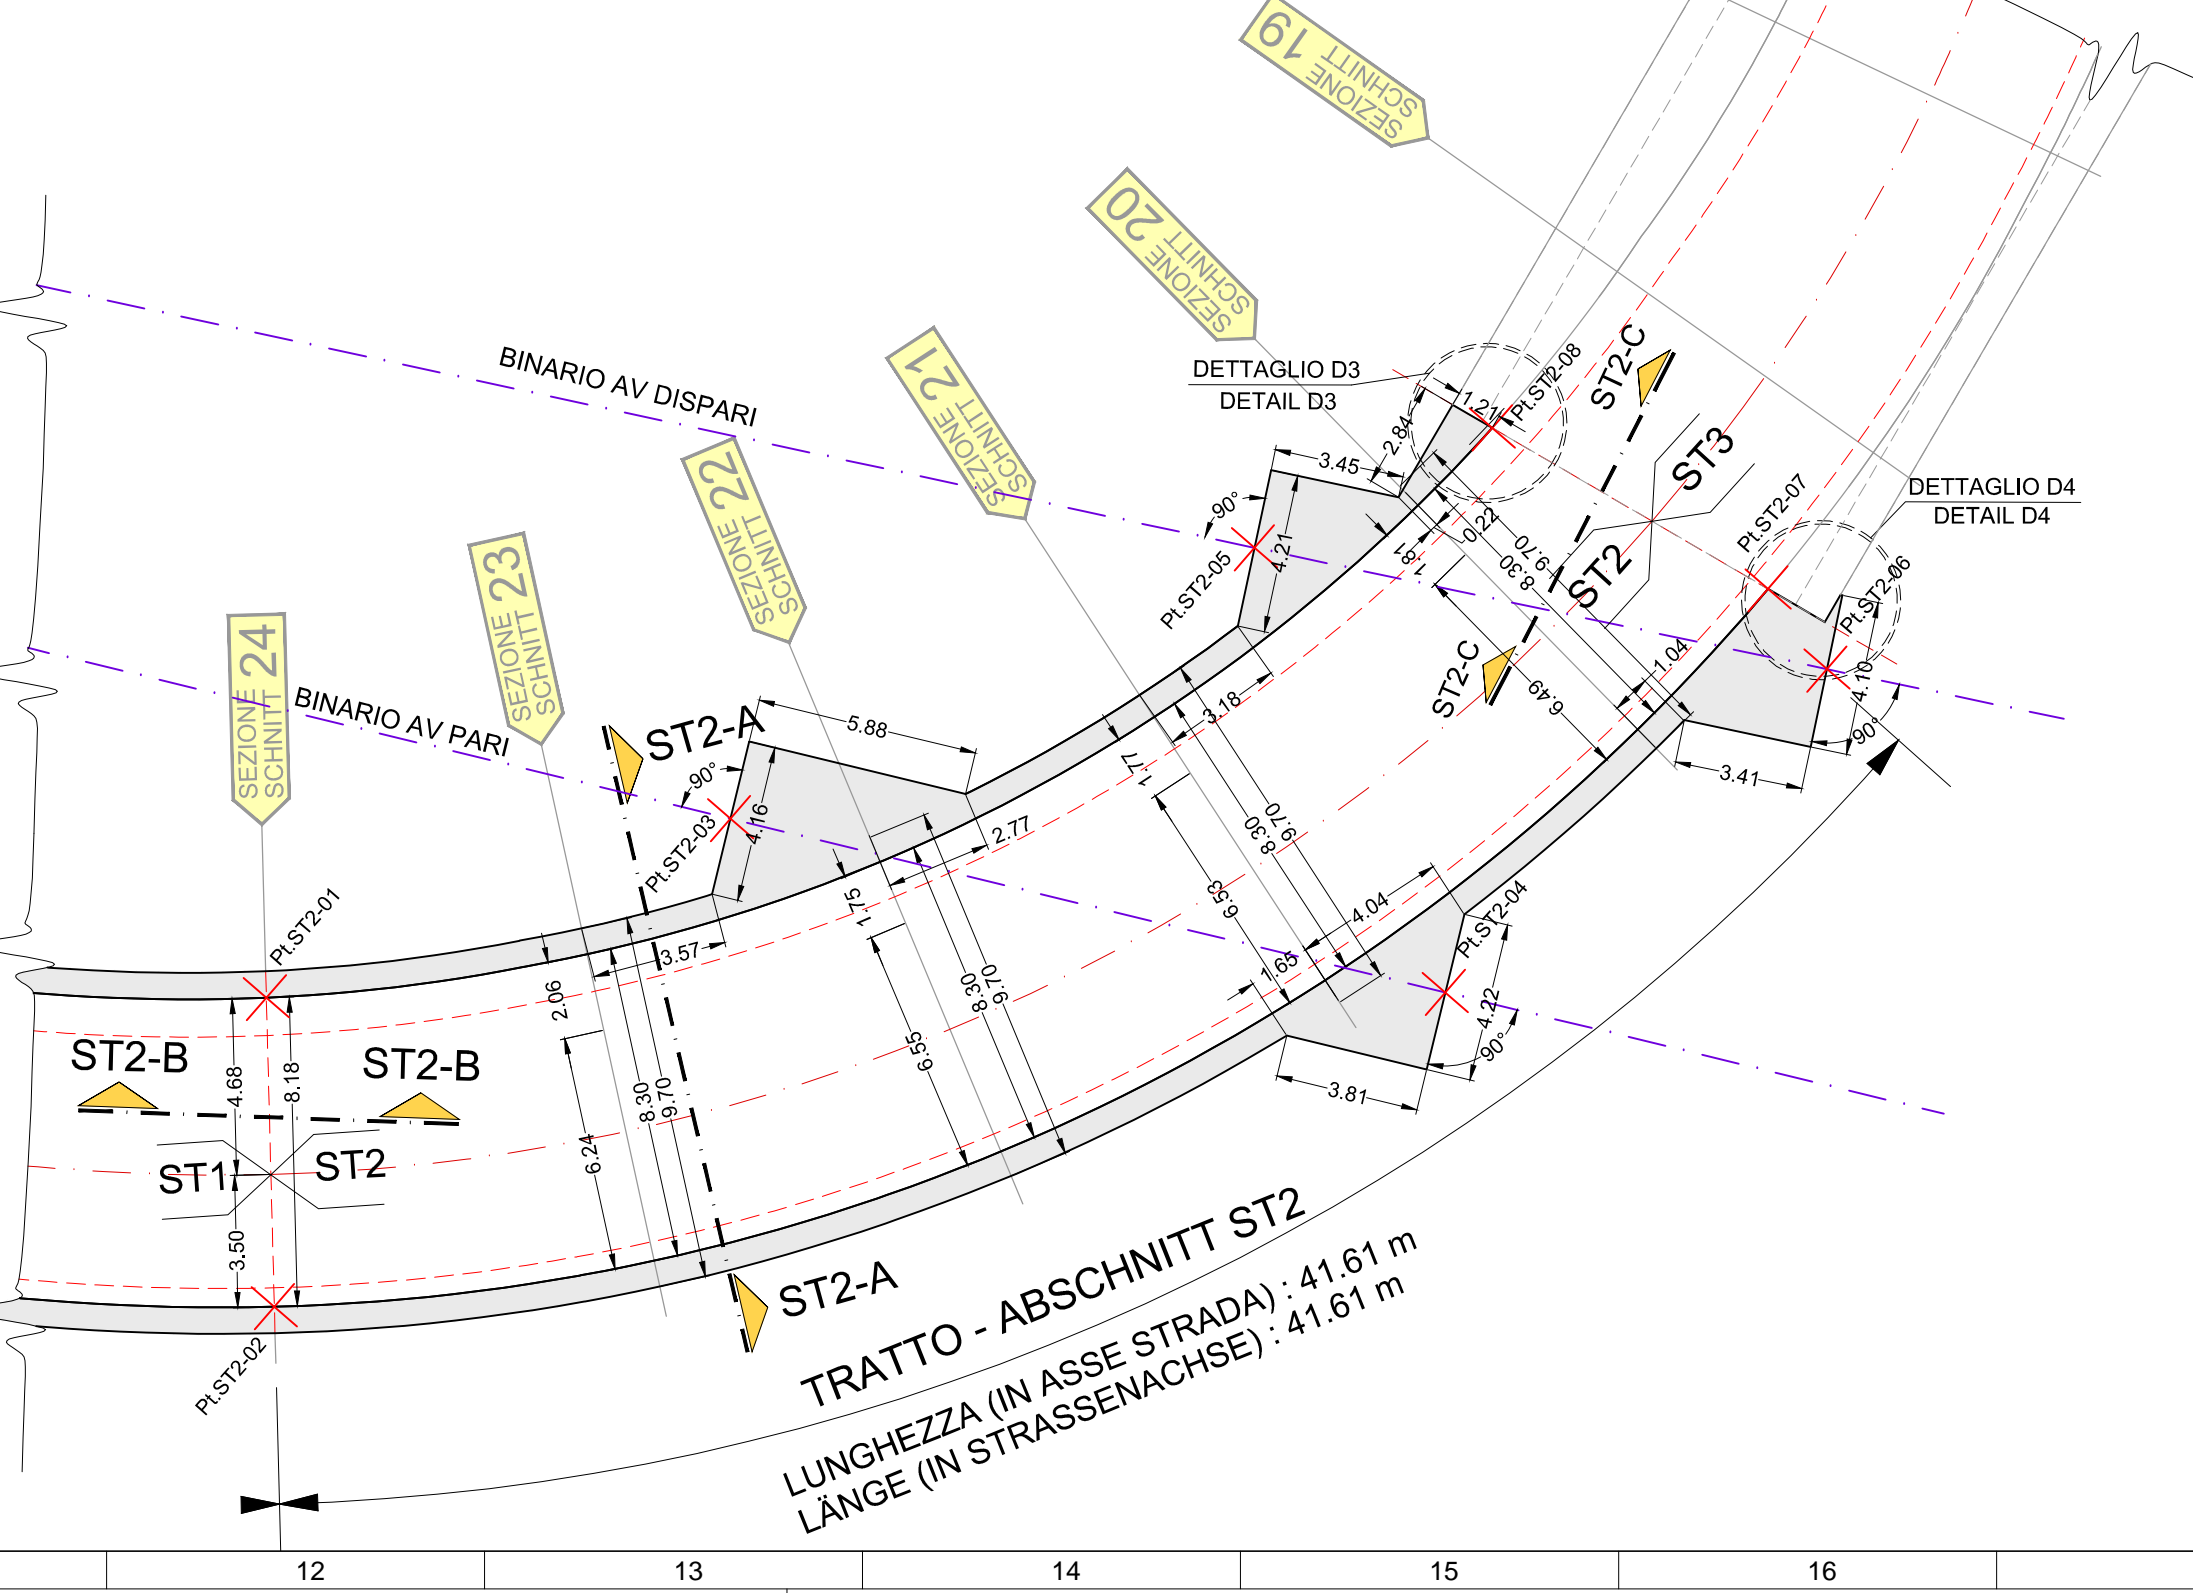 SEZIONE 19
SCHNITT
SEZIONE 20
SCHNITT
SEZIONE 21
SCHNITT
SEZIONE 22
SCHNITT
SEZIONE 23
SCHNITT
SEZIONE
SCHNITT 24
BINARIO AV DISPARI
BINARIO AV PARI
DETTAGLIO D3
DETAIL D3
DETTAGLIO D4
DETAIL D4
Pt.ST2-08
Pt.ST2-07
Pt.ST2-06
Pt.ST2-05
Pt.ST2-04
Pt.ST2-03
Pt.ST2-01
Pt.ST2-02
ST2-C
ST2-C
ST3
ST2
ST2-A
ST2-A
ST2-B
ST2-B
ST1
ST2
1.21
2.84
3.45
90°
4.21
0.22
1.81
9.70
8.30
6.49
1.04
4.10
90°
3.41
3.18
1.77
9.70
8.30
6.53
4.04
1.65
4.22
90°
3.81
5.88
90°
4.16
2.77
1.75
9.70
8.30
6.55
3.57
2.06
8.30
9.70
6.24
4.68
8.18
3.50
TRATTO - ABSCHNITT ST2
LUNGHEZZA (IN ASSE STRADA) : 41.61 m
LÄNGE (IN STRASSENACHSE) : 41.61 m
12
13
14
15
16